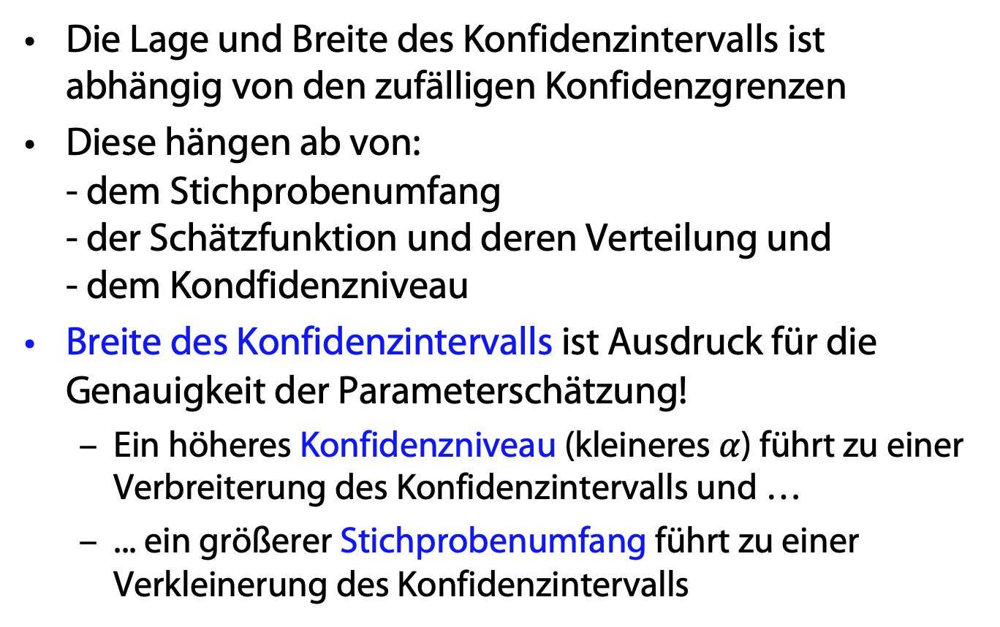 • Die Lage und Breite des Konfidenzintervalls ist
abhängig von den zufälligen Konfidenzgrenzen
• Diese hängen ab von:
- dem Stichprobenumfang
- der Schätzfunktion und deren Verteilung und
- dem Kondfidenzniveau
• Breite des Konfidenzintervalls ist Ausdruck für die
Genauigkeit der Parameterschätzung!
– Ein höheres Konfidenzniveau (kleineres α) führt zu einer
Verbreiterung des Konfidenzintervalls und …
– ... ein größerer Stichprobenumfang führt zu einer
Verkleinerung des Konfidenzintervalls